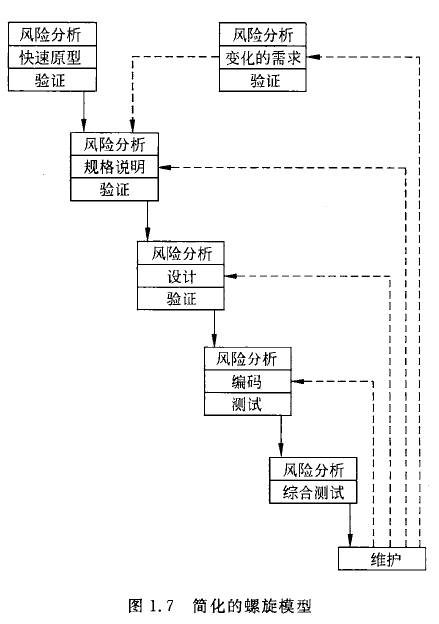 风险分析
快速原型
验证
风险分析
变化的需求
验证
风险分析
规格说明
验证
风险分析
设计
验证
风险分析
编码
测试
风险分析
综合测试
维护
图 1.7 简化的螺旋模型